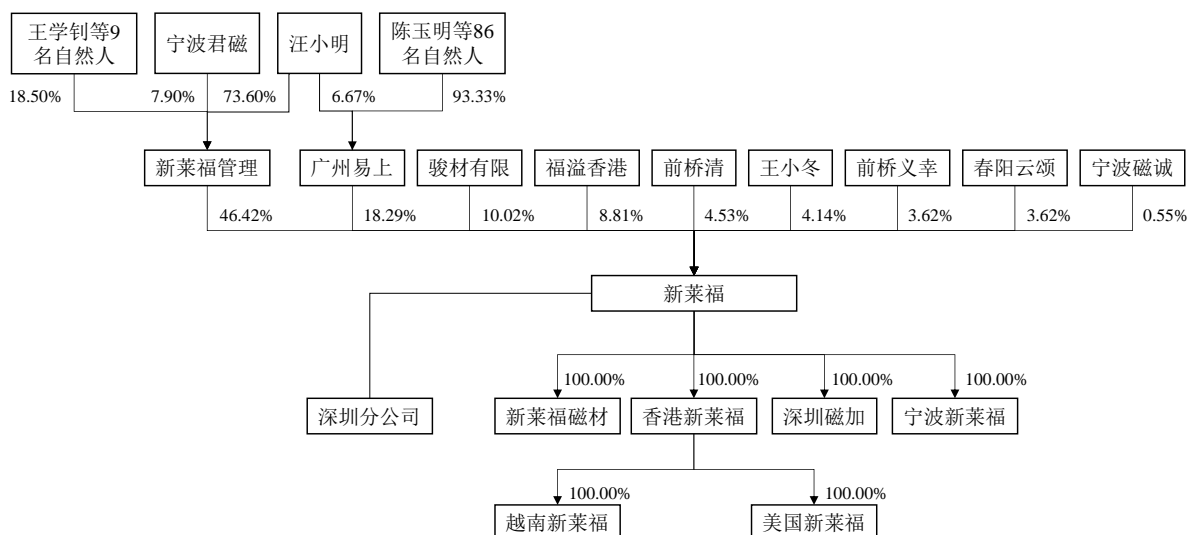 王学钊等9
名自然人
宁波君磁
汪小明
陈玉明等86
名自然人
18.50%
7.90%
73.60%
6.67%
93.33%
新莱福管理
广州易上
骏材有限
福溢香港
前桥清
王小冬
前桥义幸
春阳云颂
宁波磁诚
46.42%
18.29%
10.02%
8.81%
4.53%
4.14%
3.62%
3.62%
0.55%
新莱福
100.00%
100.00%
100.00%
100.00%
深圳分公司
新莱福磁材
香港新莱福
深圳磁加
宁波新莱福
100.00%
100.00%
越南新莱福
美国新莱福